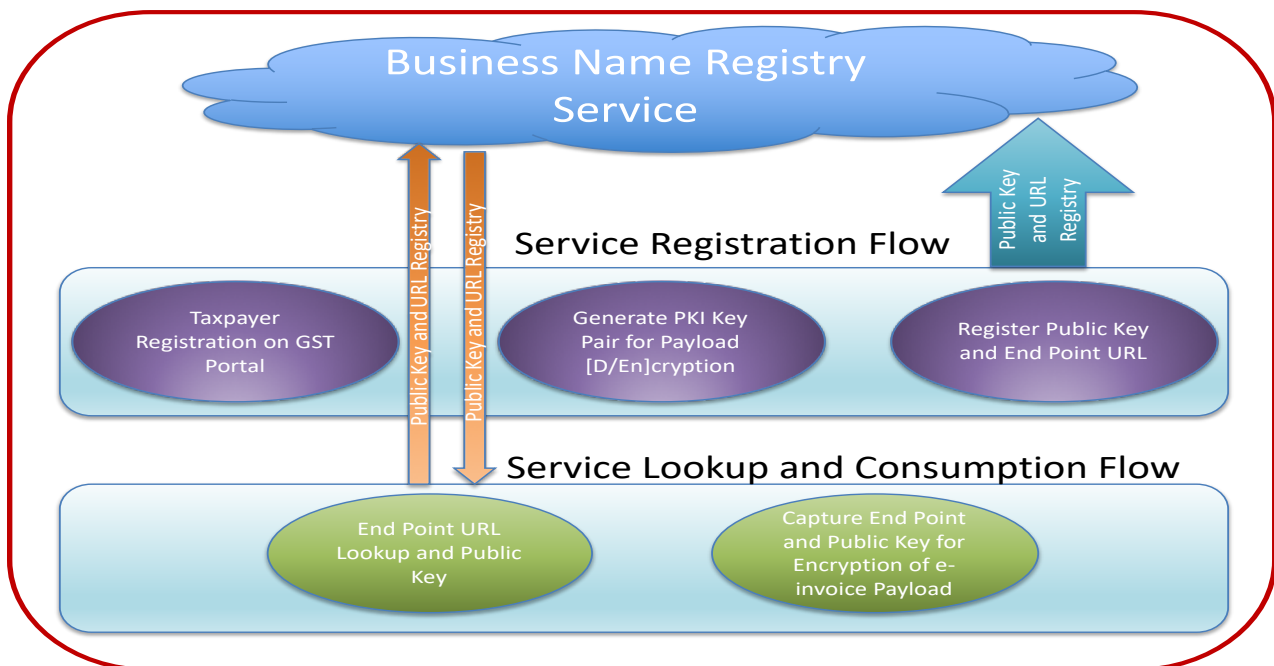 Business Name Registry
Service
Public Key
and URL
Registry
Public Key and URL Registry
Public Key and URL Registry
Service Registration Flow
Taxpayer
Registration on GST
Portal
Generate PKI Key
Pair for Payload
[D/En]cryption
Register Public Key
and End Point URL
Service Lookup and Consumption Flow
End Point URL
Lookup and Public
Key
Capture End Point
and Public Key for
Encryption of e-
invoice Payload